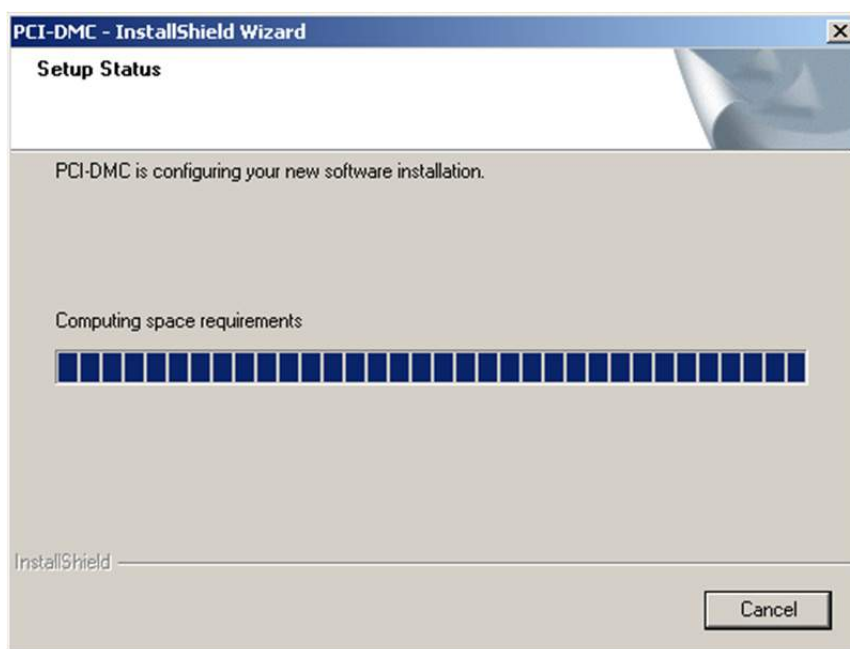 PCI-DMC - InstallShield Wizard
Setup Status
PCI-DMC is configuring your new software installation.
Computing space requirements
InstallShield
Cancel